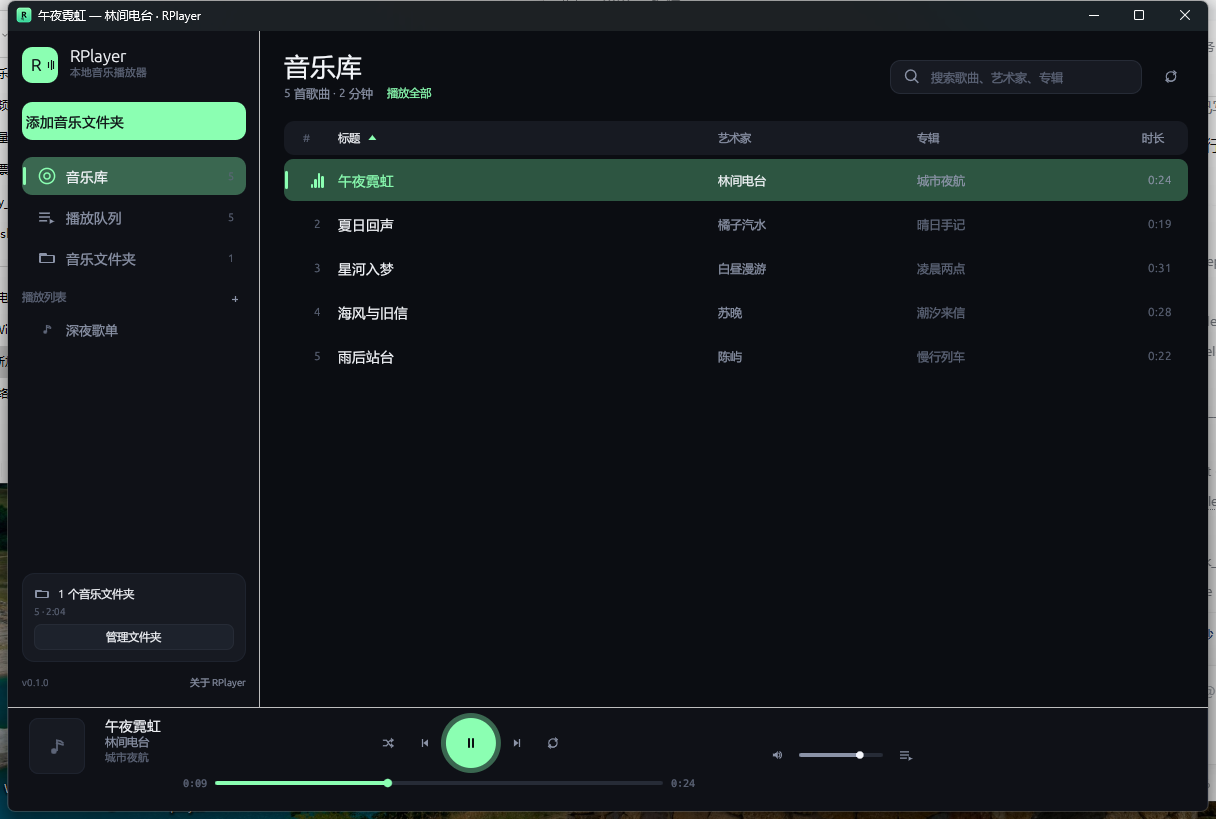 R 午夜霓虹 — 林间电台 · RPlayer
R RPlayer
本地音乐播放器
添加音乐文件夹
音乐库 5
播放队列 5
音乐文件夹 1
播放列表 +
深夜歌单
1 个音乐文件夹
5 · 2:04
管理文件夹
v0.1.0 关于 RPlayer
音乐库
5 首歌曲 · 2 分钟 播放全部
搜索歌曲、艺术家、专辑
# 标题 艺术家 专辑 时长
午夜霓虹 林间电台 城市夜航 0:24
2 夏日回声 橘子汽水 晴日手记 0:19
3 星河入梦 白昼漫游 凌晨两点 0:31
4 海风与旧信 苏晚 潮汐来信 0:28
5 雨后站台 陈屿 慢行列车 0:22
午夜霓虹
林间电台
城市夜航
0:09 0:24